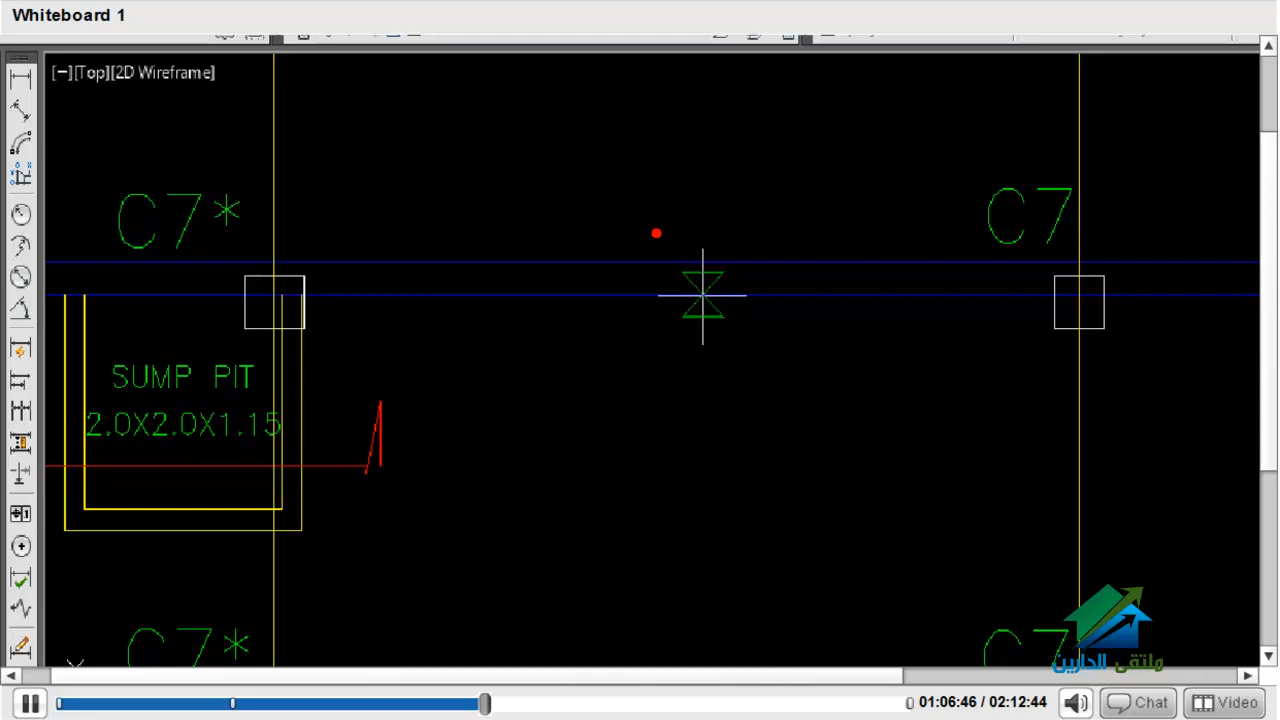 Whiteboard 1
[−][Top][2D Wireframe]
C7*
C7
SUMP PIT
2.0X2.0X1.15
C7*
C7
ملتقى الدارين
01:06:46 / 02:12:44
Chat
Video